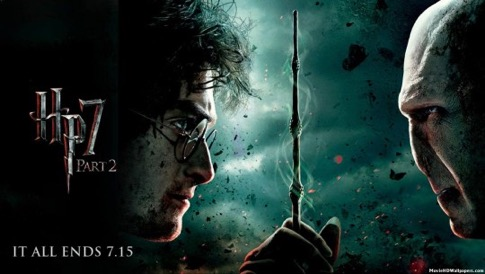 Hp7
PART 2
IT ALL ENDS 7.15
MovieHDWallpapers.com